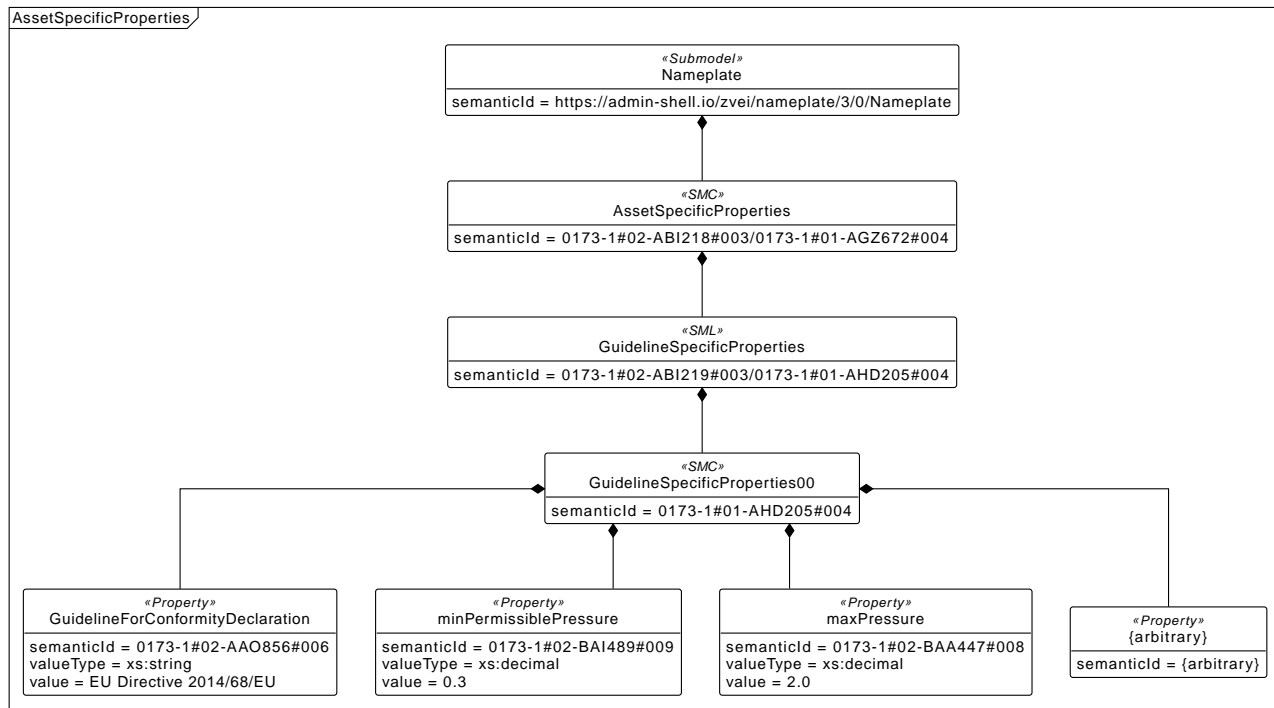 AssetSpecificProperties
«Submodel»
Nameplate
semanticId = https://admin-shell.io/zvei/nameplate/3/0/Nameplate
«SMC»
AssetSpecificProperties
semanticId = 0173-1#02-ABI218#003/0173-1#01-AGZ672#004
«SML»
GuidelineSpecificProperties
semanticId = 0173-1#02-ABI219#003/0173-1#01-AHD205#004
«SMC»
GuidelineSpecificProperties00
semanticId = 0173-1#01-AHD205#004
«Property»
GuidelineForConformityDeclaration
semanticId = 0173-1#02-AAO856#006
valueType = xs:string
value = EU Directive 2014/68/EU
«Property»
minPermissiblePressure
semanticId = 0173-1#02-BAI489#009
valueType = xs:decimal
value = 0.3
«Property»
maxPressure
semanticId = 0173-1#02-BAA447#008
valueType = xs:decimal
value = 2.0
«Property»
{arbitrary}
semanticId = {arbitrary}